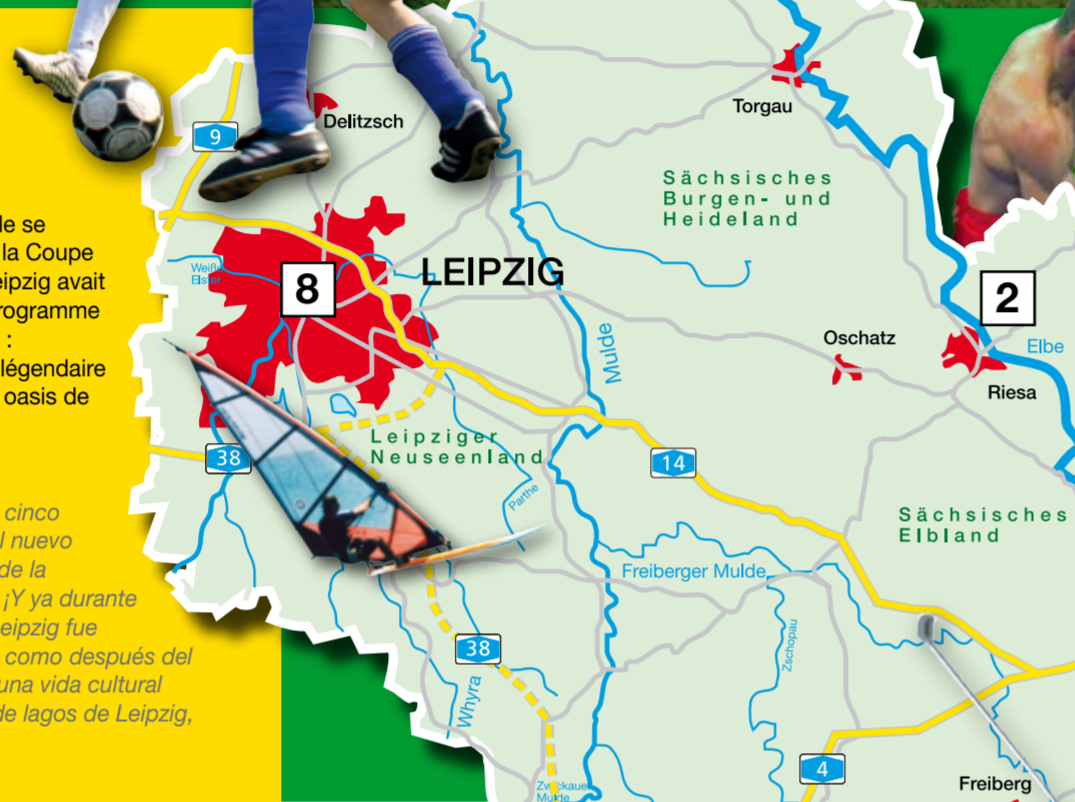 de se
la Coupe
eipzig avait
rogramme
:
légendaire
oasis de
cinco
l nuevo
de la
¡Y ya durante
eipzig fue
como después del
una vida cultural
de lagos de Leipzig,
9
Delitzsch
Torgau
Sächsisches
Burgen- und
Heideland
Weiße
Elster
8
LEIPZIG
2
Mulde
Oschatz
Elbe
Riesa
38
Leipziger
Neuseenland
14
Parthe
Sächsisches
Elbland
Freiberger Mulde
Zschopau
38
Whyra
4
Zwickauer
Mulde
Freiberg